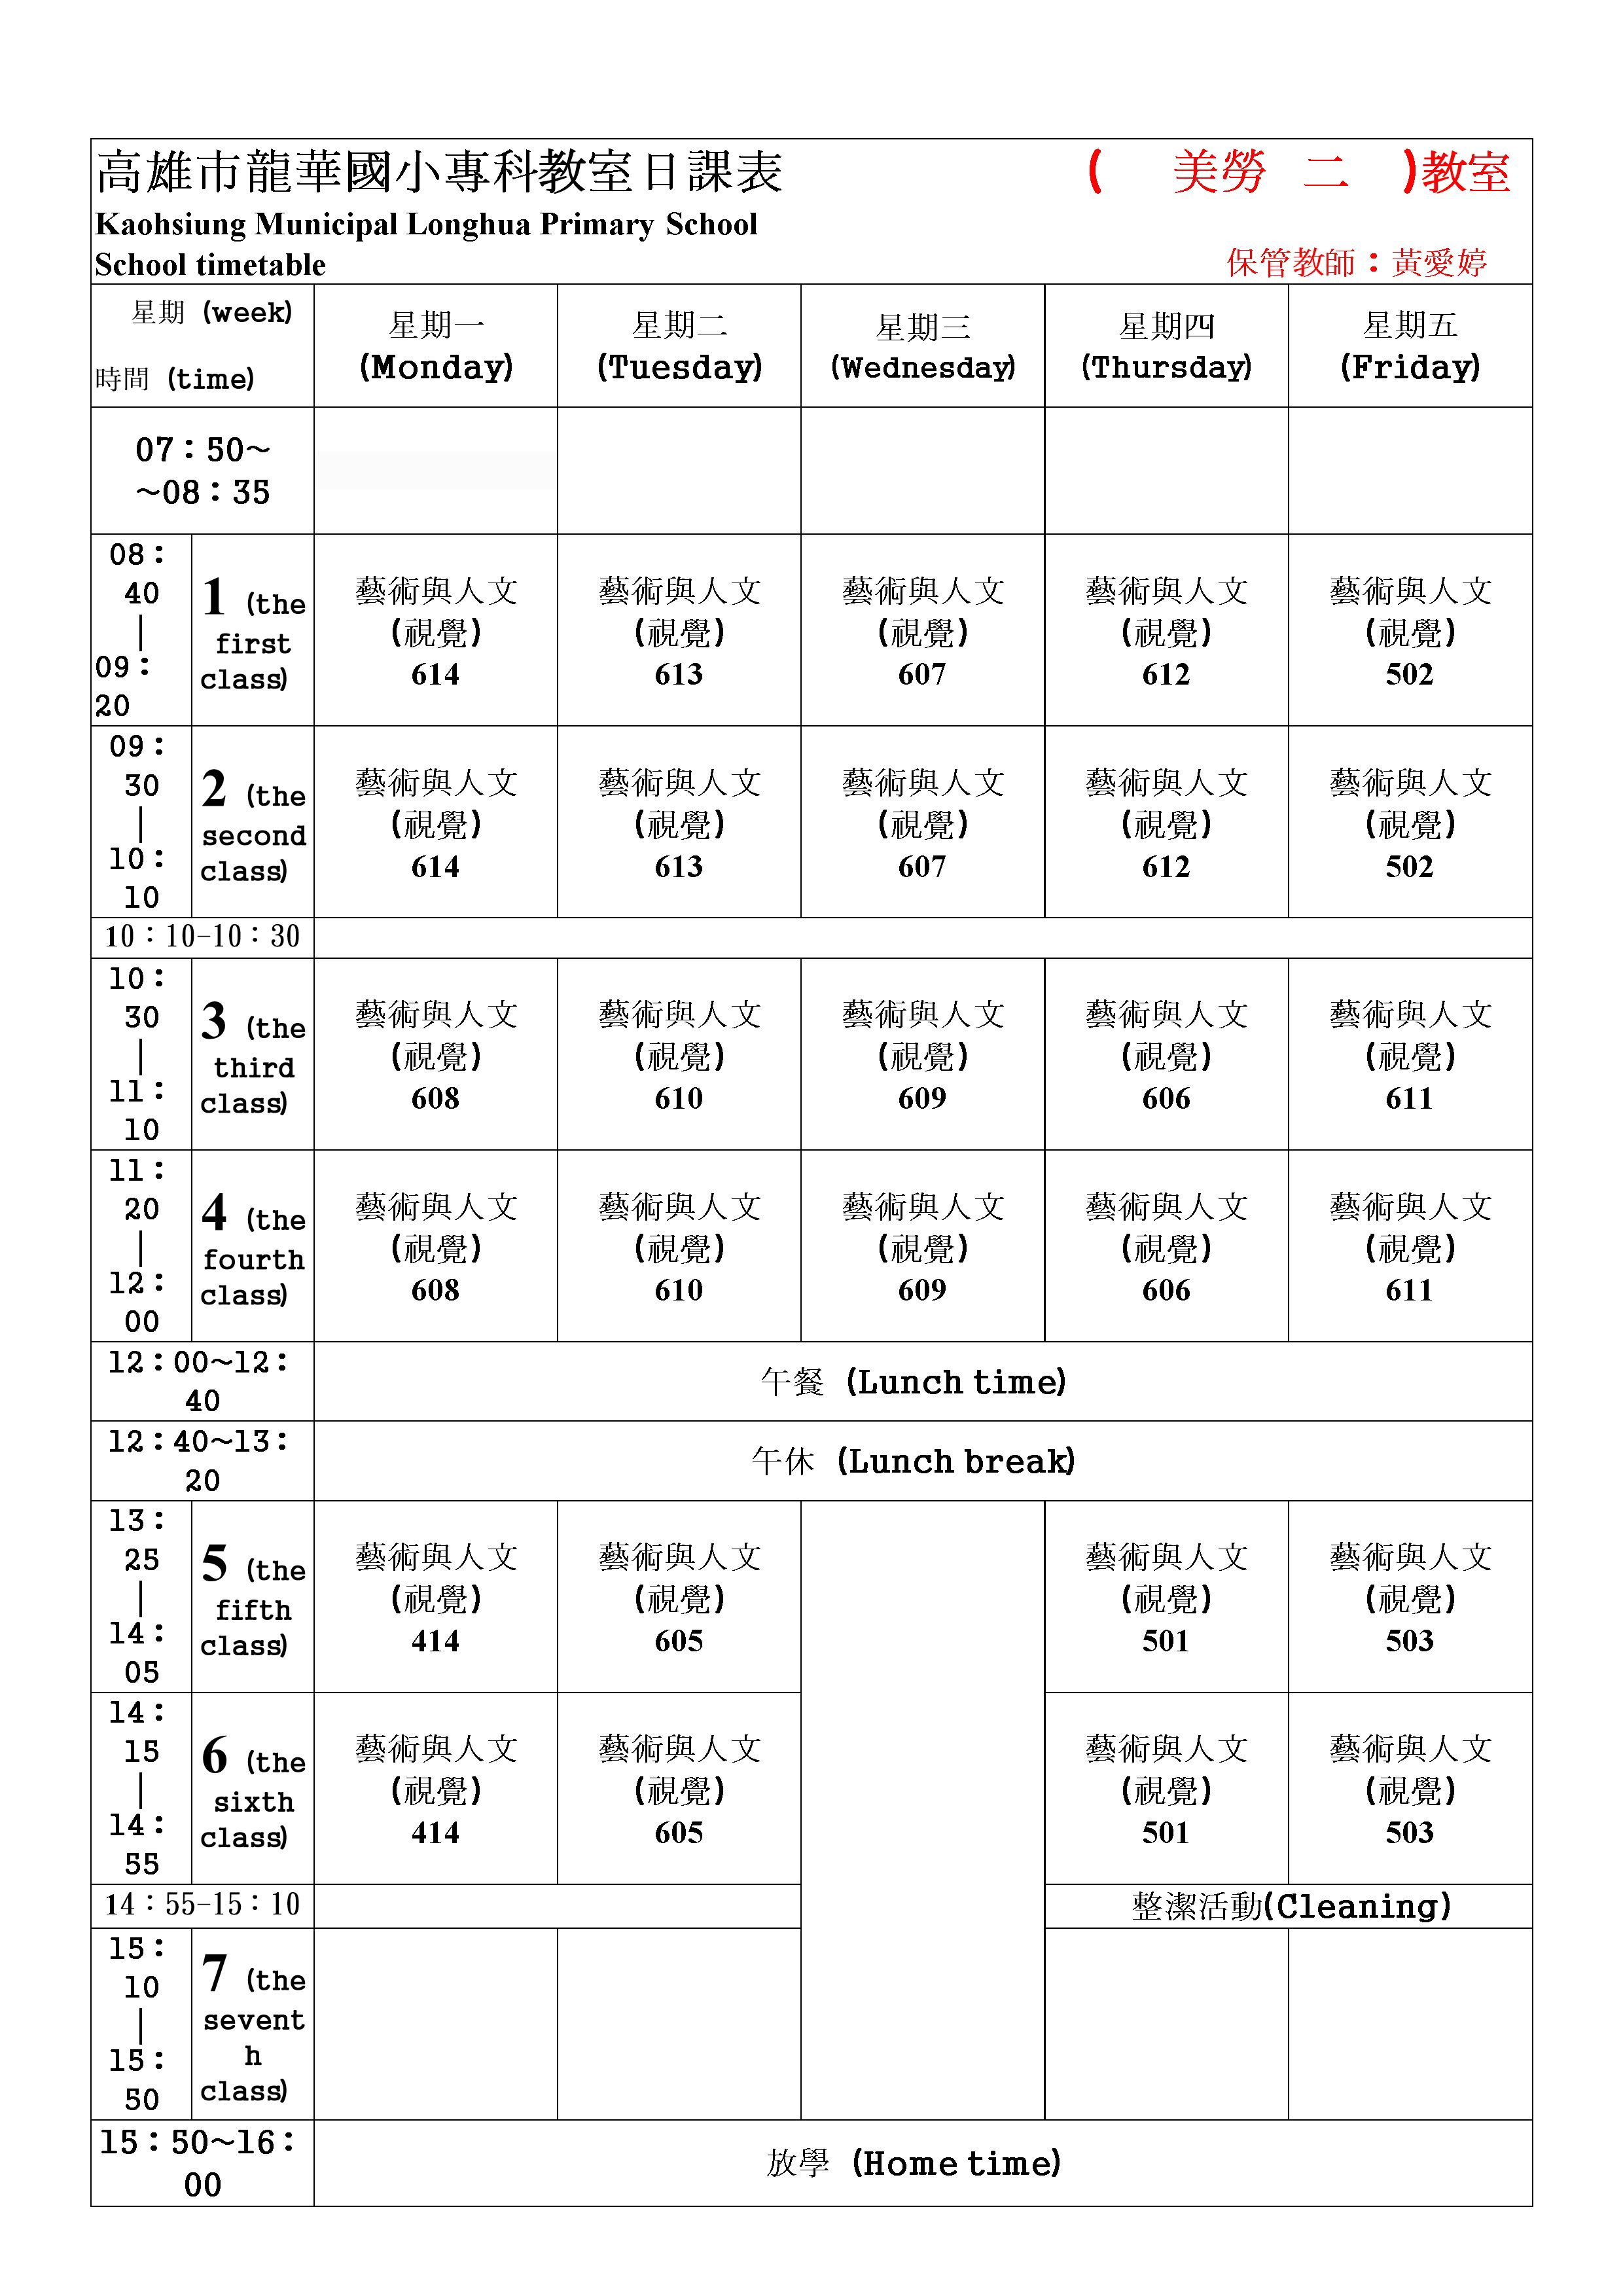 高雄市龍華國小專科教室日課表 ( 美勞 二 )教室
Kaohsiung Municipal Longhua Primary School
School timetable 保管教師：黃愛婷
星期 (week)
時間 (time)
星期一
(Monday)
星期二
(Tuesday)
星期三
(Wednesday)
星期四
(Thursday)
星期五
(Friday)
07：50～
～08：35
08：
40
｜
09：
20
1 (the
first
class)
藝術與人文
(視覺)
614
藝術與人文
(視覺)
613
藝術與人文
(視覺)
607
藝術與人文
(視覺)
612
藝術與人文
(視覺)
502
09：
30
｜
10：
10
2 (the
second
class)
藝術與人文
(視覺)
614
藝術與人文
(視覺)
613
藝術與人文
(視覺)
607
藝術與人文
(視覺)
612
藝術與人文
(視覺)
502
10：10-10：30
10：
30
｜
11：
10
3 (the
third
class)
藝術與人文
(視覺)
608
藝術與人文
(視覺)
610
藝術與人文
(視覺)
609
藝術與人文
(視覺)
606
藝術與人文
(視覺)
611
11：
20
｜
12：
00
4 (the
fourth
class)
藝術與人文
(視覺)
608
藝術與人文
(視覺)
610
藝術與人文
(視覺)
609
藝術與人文
(視覺)
606
藝術與人文
(視覺)
611
12：00～12：
40
午餐 (Lunch time)
12：40～13：
20
午休 (Lunch break)
13：
25
｜
14：
05
5 (the
fifth
class)
藝術與人文
(視覺)
414
藝術與人文
(視覺)
605
藝術與人文
(視覺)
501
藝術與人文
(視覺)
503
14：
15
｜
14：
55
6 (the
sixth
class)
藝術與人文
(視覺)
414
藝術與人文
(視覺)
605
藝術與人文
(視覺)
501
藝術與人文
(視覺)
503
14：55-15：10
整潔活動(Cleaning)
15：
10
｜
15：
50
7 (the
sevent
h
class)
15：50～16：
00
放學 (Home time)